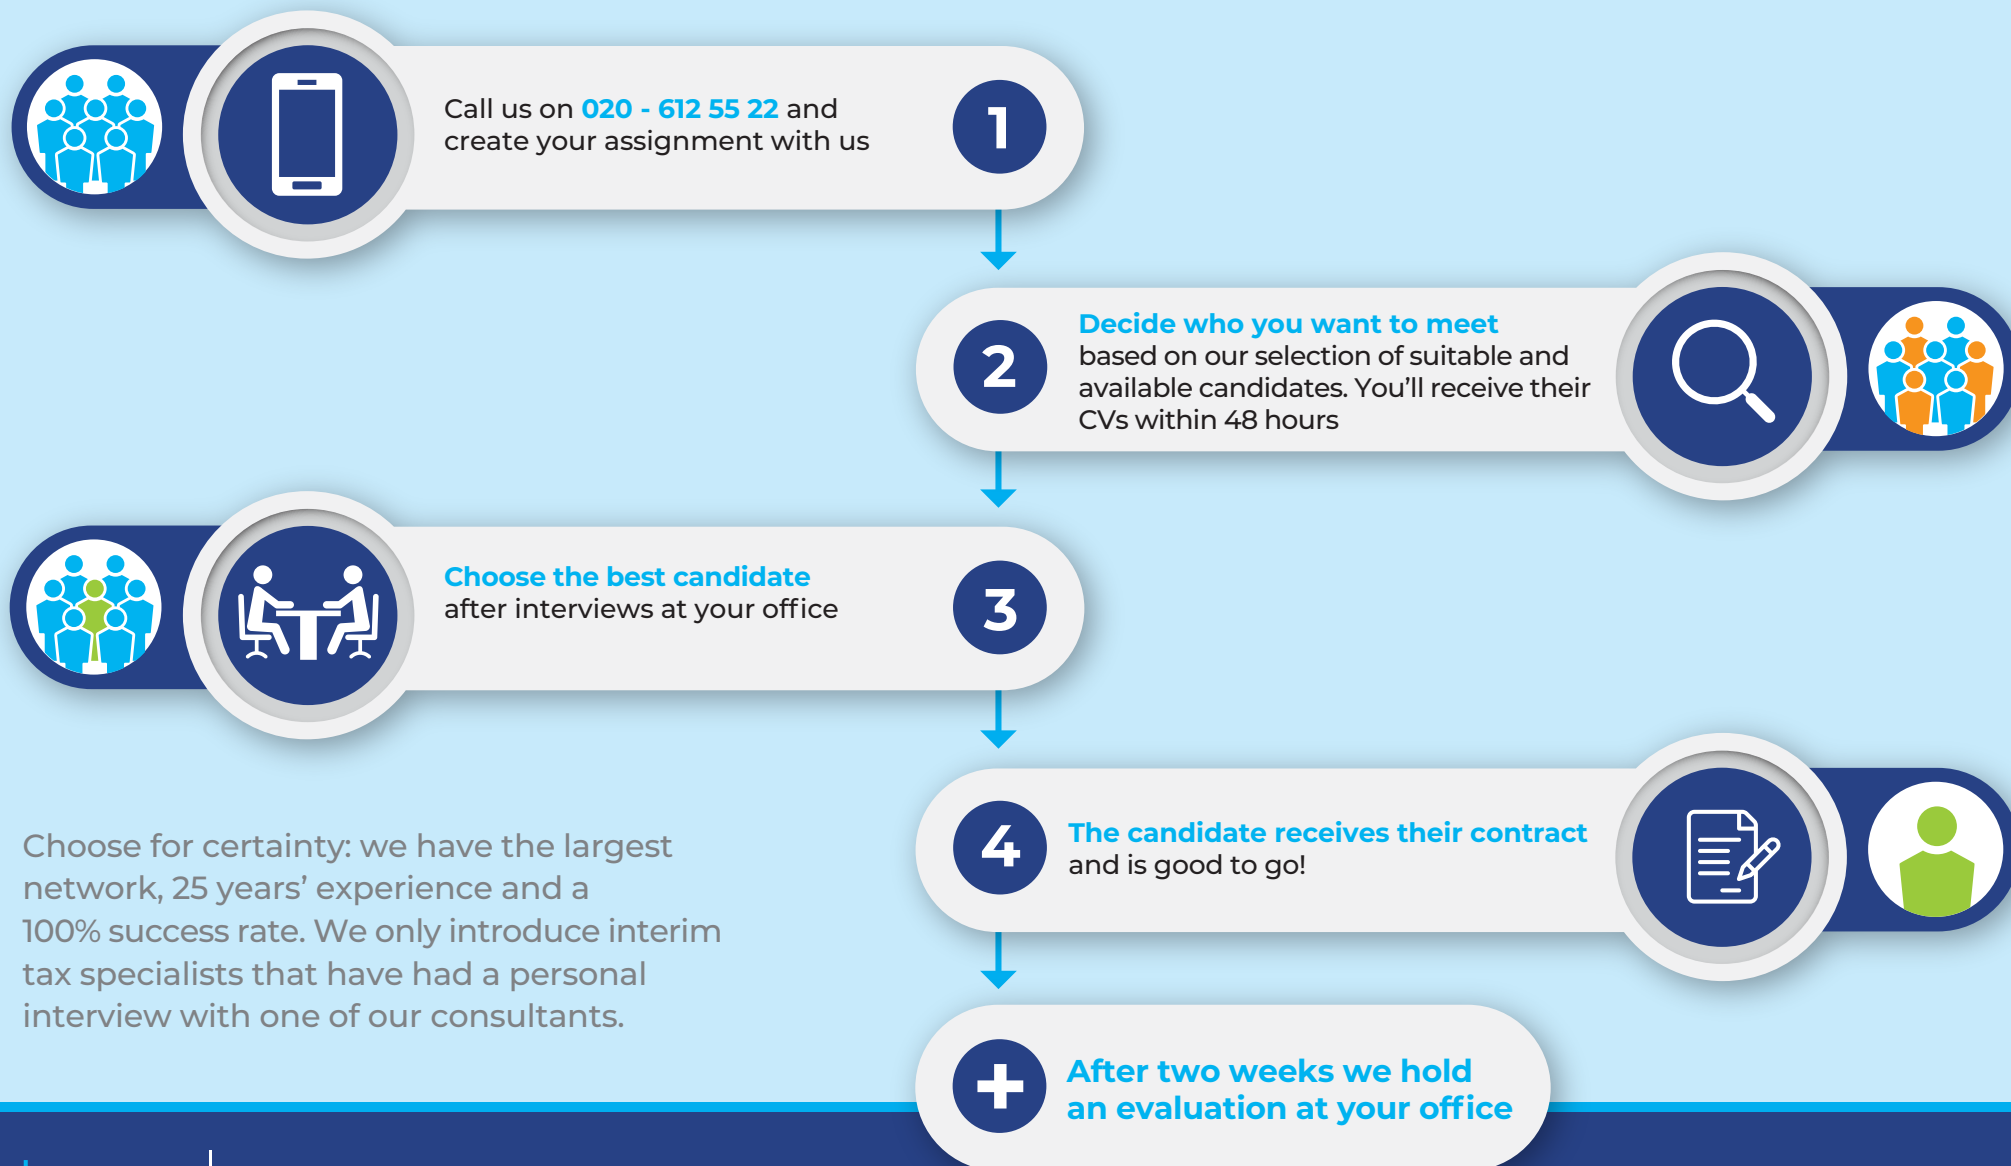 Call us on 020 - 612 55 22 and
create your assignment with us
1
2
Decide who you want to meet
based on our selection of suitable and
available candidates. You'll receive their
CVs within 48 hours
Choose the best candidate
after interviews at your office
3
4
The candidate receives their contract
and is good to go!
Choose for certainty: we have the largest
network, 25 years' experience and a
100% success rate. We only introduce interim
tax specialists that have had a personal
interview with one of our consultants.
+
After two weeks we hold
an evaluation at your office